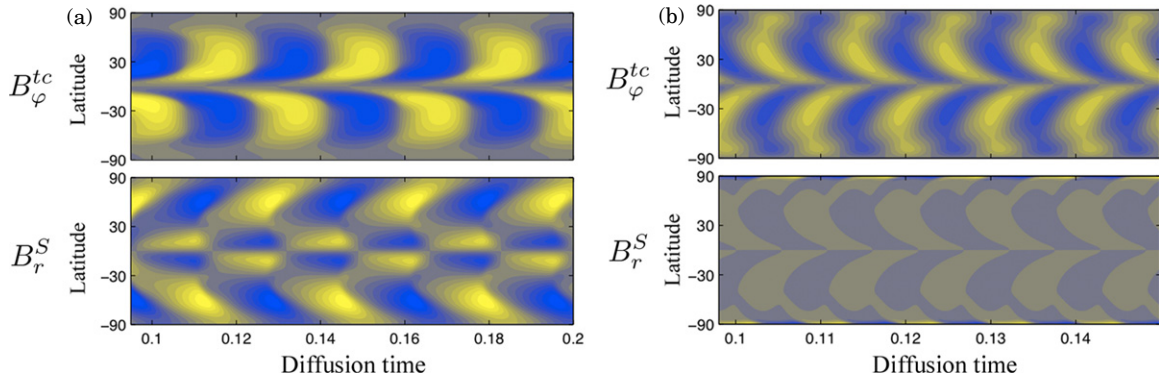 (a)
90
30
−30
−90
Latitude
B_φ^{tc}
90
30
−30
−90
Latitude
B_r^S
0.1 0.12 0.14 0.16 0.18 0.2
Diffusion time
(b)
90
30
−30
−90
Latitude
B_φ^{tc}
90
30
−30
−90
Latitude
B_r^S
0.1 0.11 0.12 0.13 0.14
Diffusion time